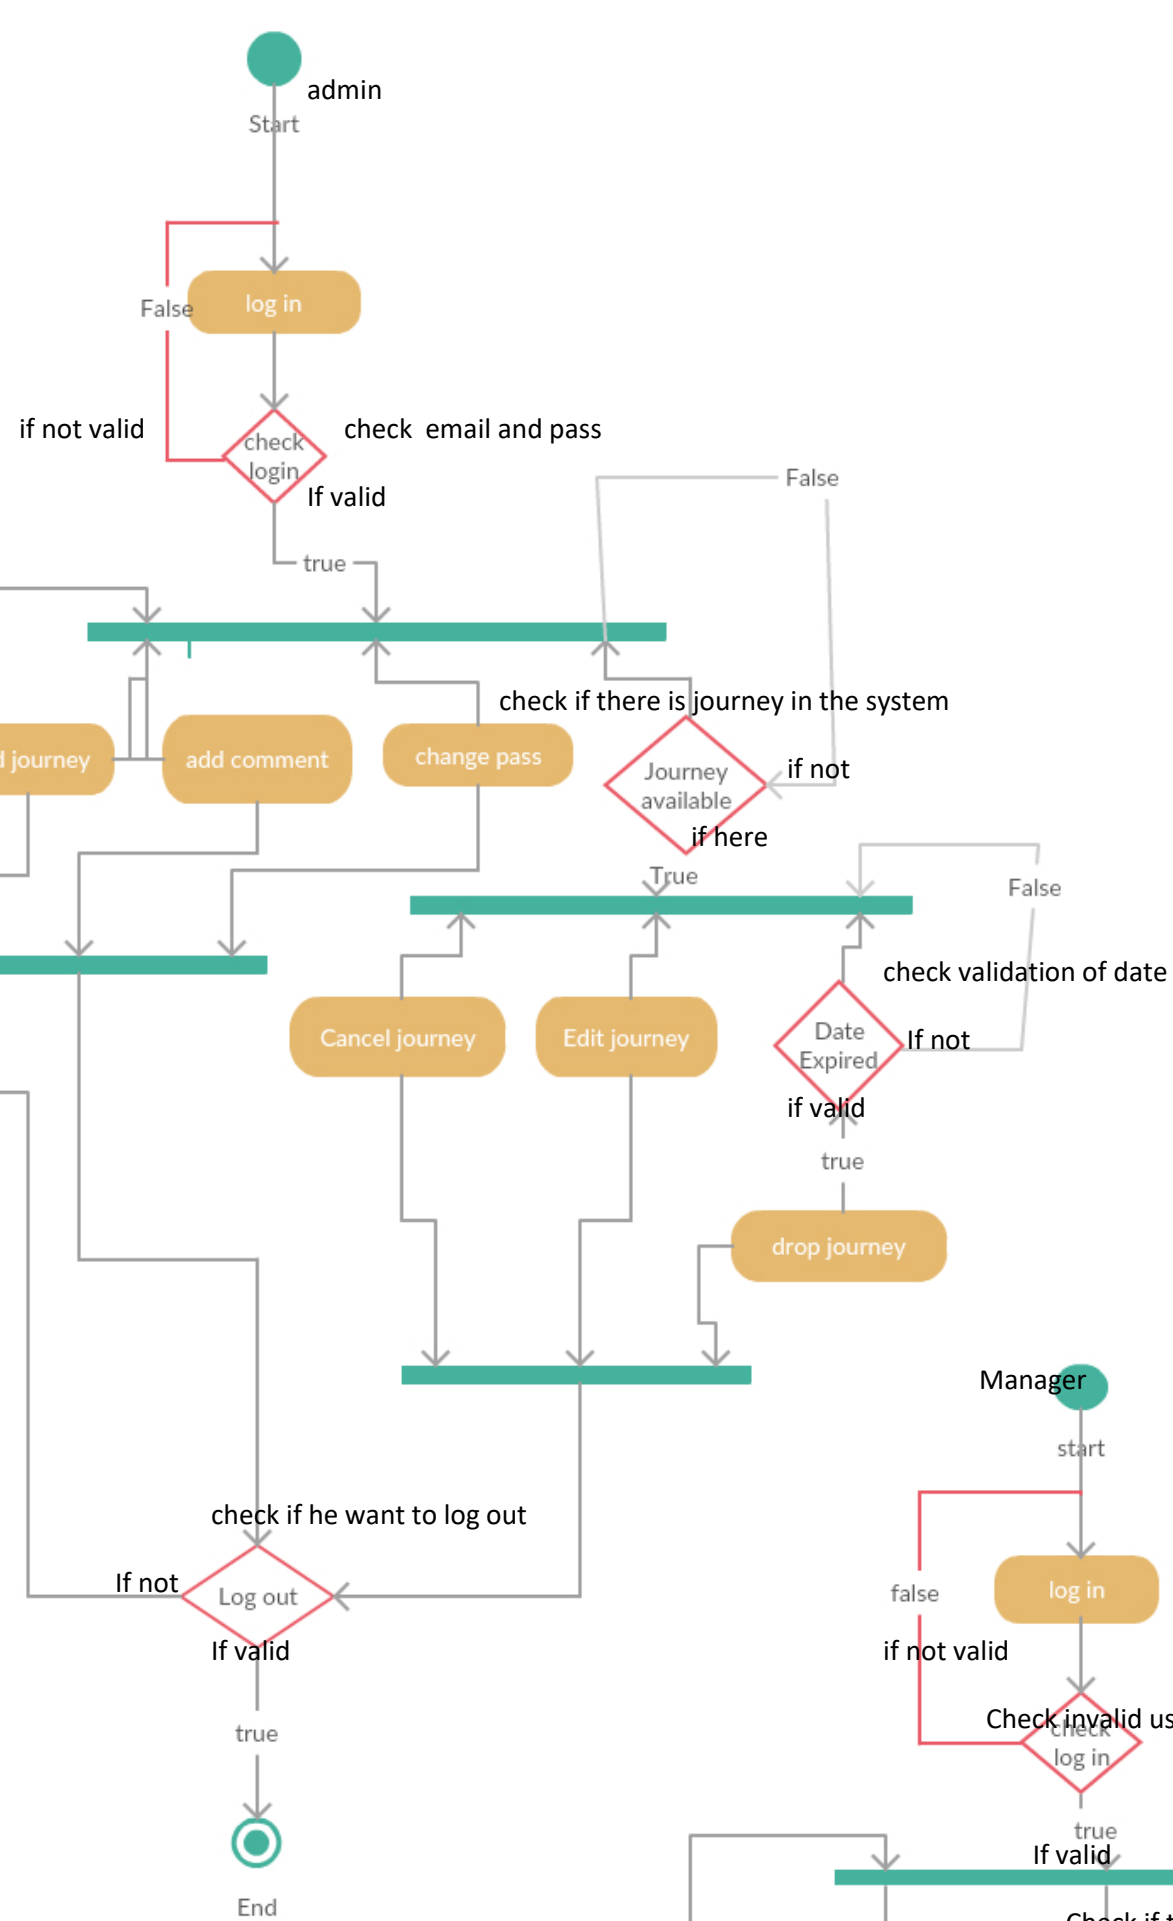 admin
Start
False
log in
if not valid
check
login
check  email and pass
If valid
False
true
check if there is journey in the system
journey
add comment
change pass
Journey
available
if not
if here
True
False
check validation of date
Cancel journey
Edit journey
Date
Expired
If not
if valid
true
drop journey
Manager
start
check if he want to log out
If not
Log out
If valid
false
log in
if not valid
Check invalid
check
log in
true
true
If valid
End
Check if